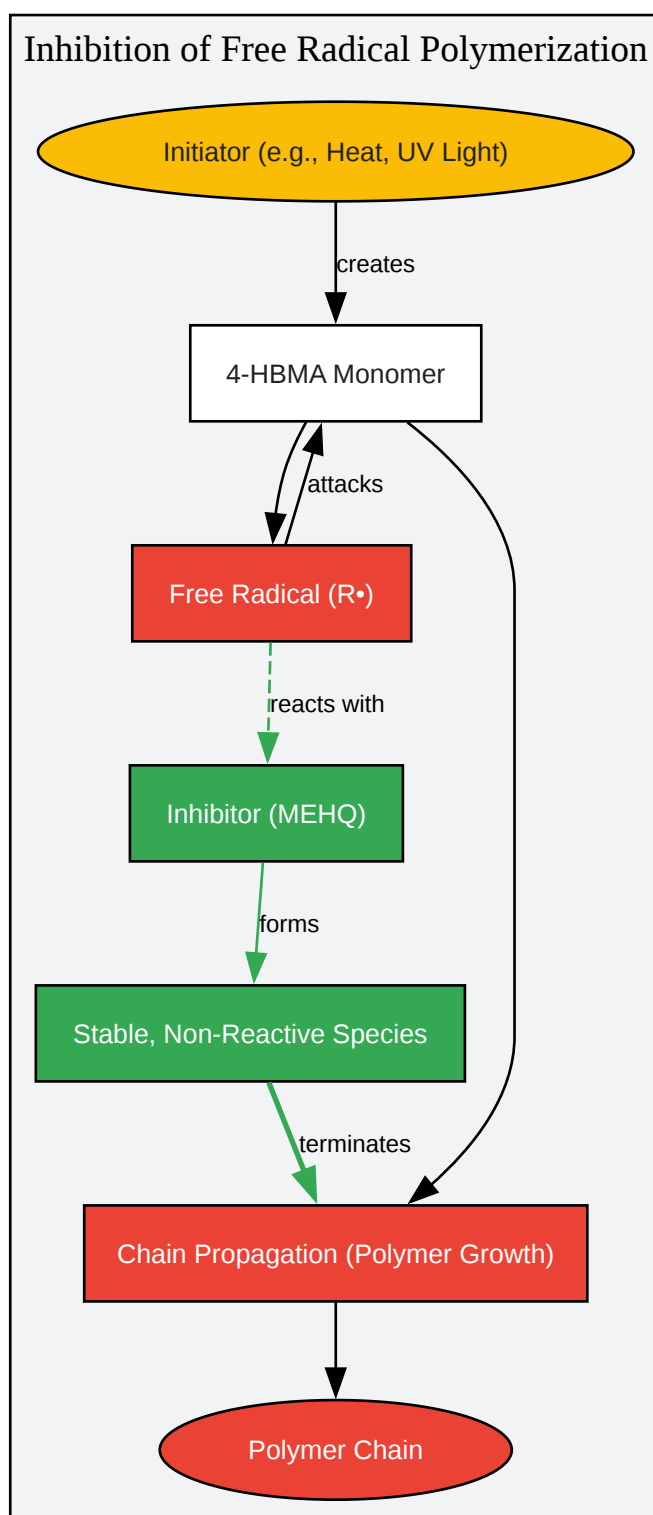 Inhibition of Free Radical Polymerization
Initiator (e.g., Heat, UV Light)
creates
4-HBMA Monomer
attacks
Free Radical (R•)
reacts with
Inhibitor (MEHQ)
forms
Stable, Non-Reactive Species
terminates
Chain Propagation (Polymer Growth)
Polymer Chain